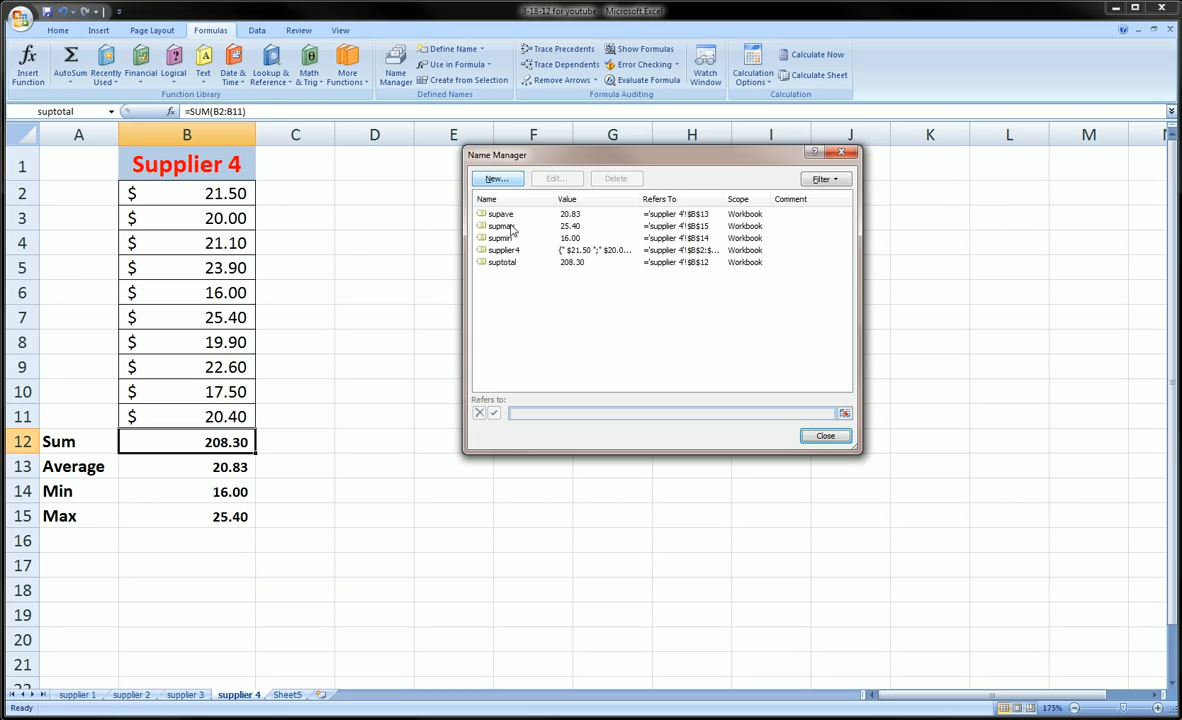 3-18-12 for youtube - Microsoft Excel
Home Insert Page Layout Formulas Data Review View
Insert Function
AutoSum
Recently Used
Financial
Logical
Text
Date & Time
Lookup & Reference
Math & Trig
More Functions
Function Library
Name Manager
Define Name
Use in Formula
Create from Selection
Defined Names
Trace Precedents
Trace Dependents
Remove Arrows
Show Formulas
Error Checking
Evaluate Formula
Formula Auditing
Watch Window
Calculation Options
Calculate Now
Calculate Sheet
Calculation
suptotal fx =SUM(B2:B11)
A B C D E F G H I J K L M
1 Supplier 4
2 $ 21.50
3 $ 20.00
4 $ 21.10
5 $ 23.90
6 $ 16.00
7 $ 25.40
8 $ 19.90
9 $ 22.60
10 $ 17.50
11 $ 20.40
12 Sum 208.30
13 Average 20.83
14 Min 16.00
15 Max 25.40
16
17
18
19
20
21
Name Manager
New... Edit... Delete Filter
Name Value Refers To Scope Comment
supave 20.83 ='supplier 4'!$B$13 Workbook
supmax 25.40 ='supplier 4'!$B$15 Workbook
supmin 16.00 ='supplier 4'!$B$14 Workbook
supplier4 {" $21.50 ";" $20.0... ='supplier 4'!$B$2:$... Workbook
suptotal 208.30 ='supplier 4'!$B$12 Workbook
Refers to:
Close
supplier 1 supplier 2 supplier 3 supplier 4 Sheet5
Ready 175%